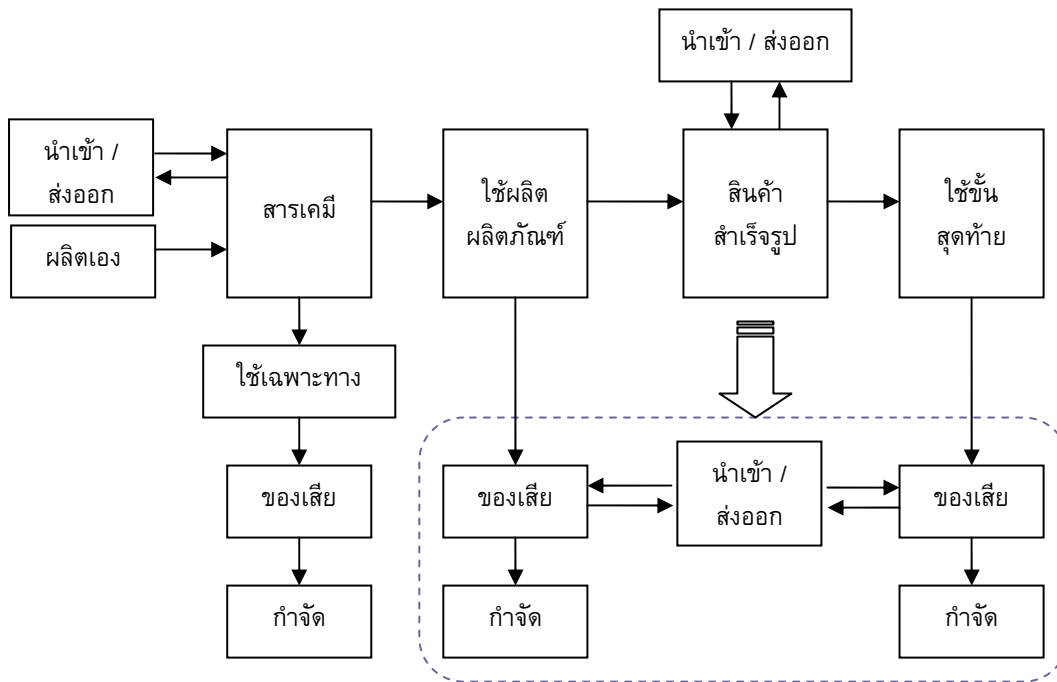 นำเข้า / ส่งออก
นำเข้า /
ส่งออก
ผลิตเอง
สารเคมี
ใช้ผลิต
ผลิตภัณฑ์
สินค้า
สำเร็จรูป
ใช้ขั้น
สุดท้าย
ใช้เฉพาะทาง
ของเสีย
ของเสีย
นำเข้า /
ส่งออก
ของเสีย
กำจัด
กำจัด
กำจัด